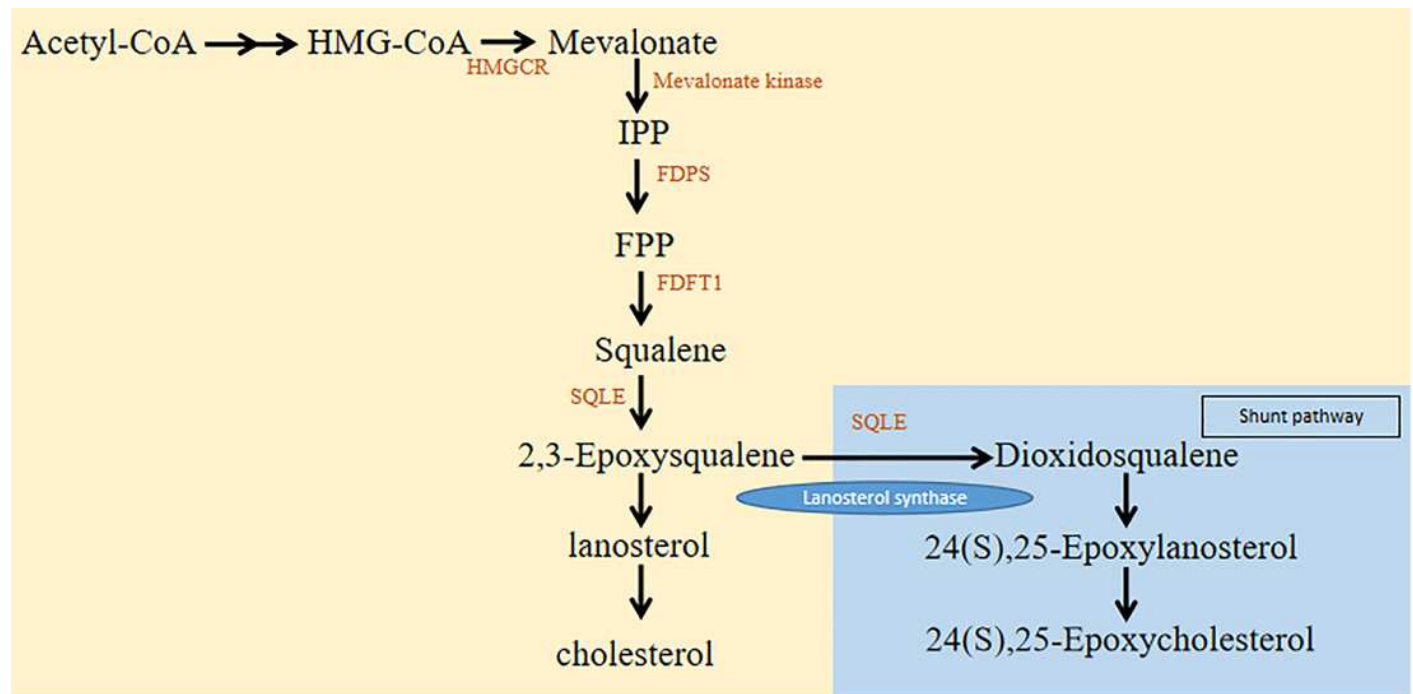 Acetyl-CoA HMG-CoA Mevalonate
HMGCR
Mevalonate kinase
IPP
FDPS
FPP
FDFT1
Squalene
SQLE
SQLE
Shunt pathway
2,3-Epoxysqualene Dioxidosqualene
Lanosterol synthase
lanosterol 24(S),25-Epoxylanosterol
cholesterol 24(S),25-Epoxycholesterol